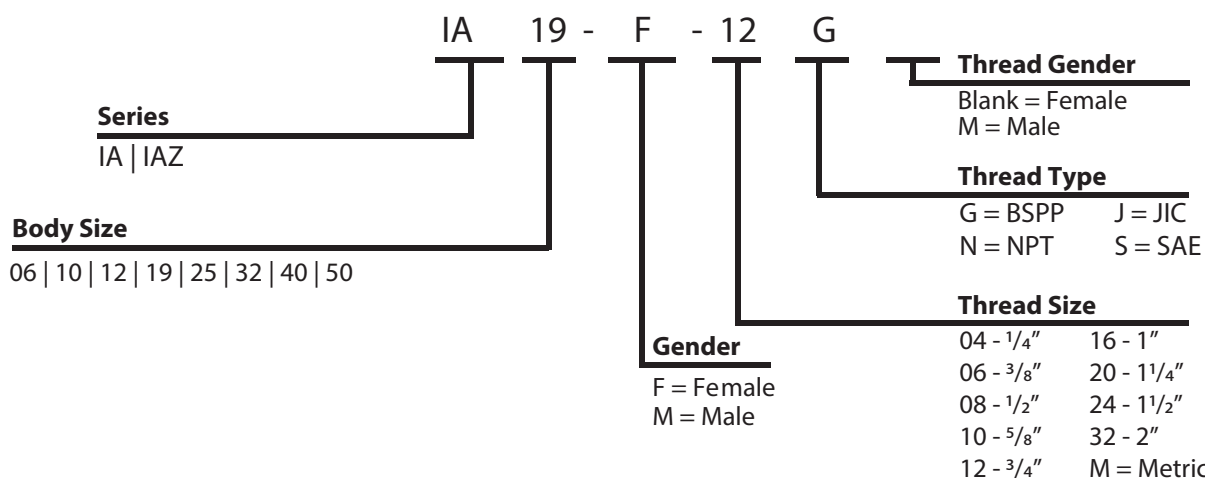 IA 19 - F - 12 G
Series
IA | IAZ
Body Size
06 | 10 | 12 | 19 | 25 | 32 | 40 | 50
Gender
F = Female
M = Male
Thread Gender
Blank = Female
M = Male
Thread Type
G = BSPP J = JIC
N = NPT S = SAE
Thread Size
04 - 1/4" 16 - 1"
06 - 3/8" 20 - 1 1/4"
08 - 1/2" 24 - 1 1/2"
10 - 5/8" 32 - 2"
12 - 3/4" M = Metric